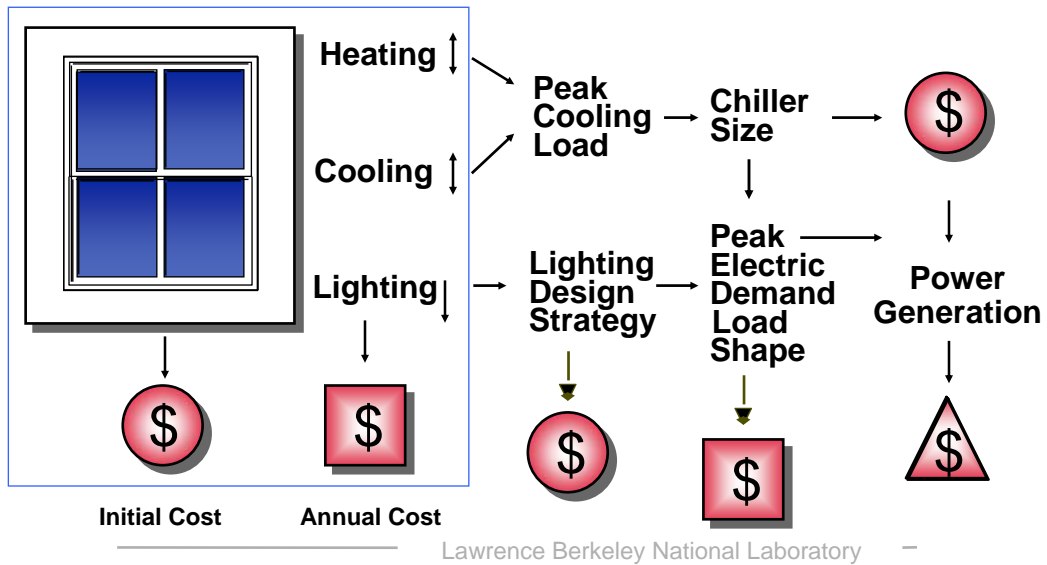 Heating
Cooling
Lighting
Peak
Cooling
Load
Chiller
Size
$
Lighting
Design
Strategy
Peak
Electric
Demand
Load
Shape
Power
Generation
$
$
$
$
$
Initial Cost
Annual Cost
Lawrence Berkeley National Laboratory